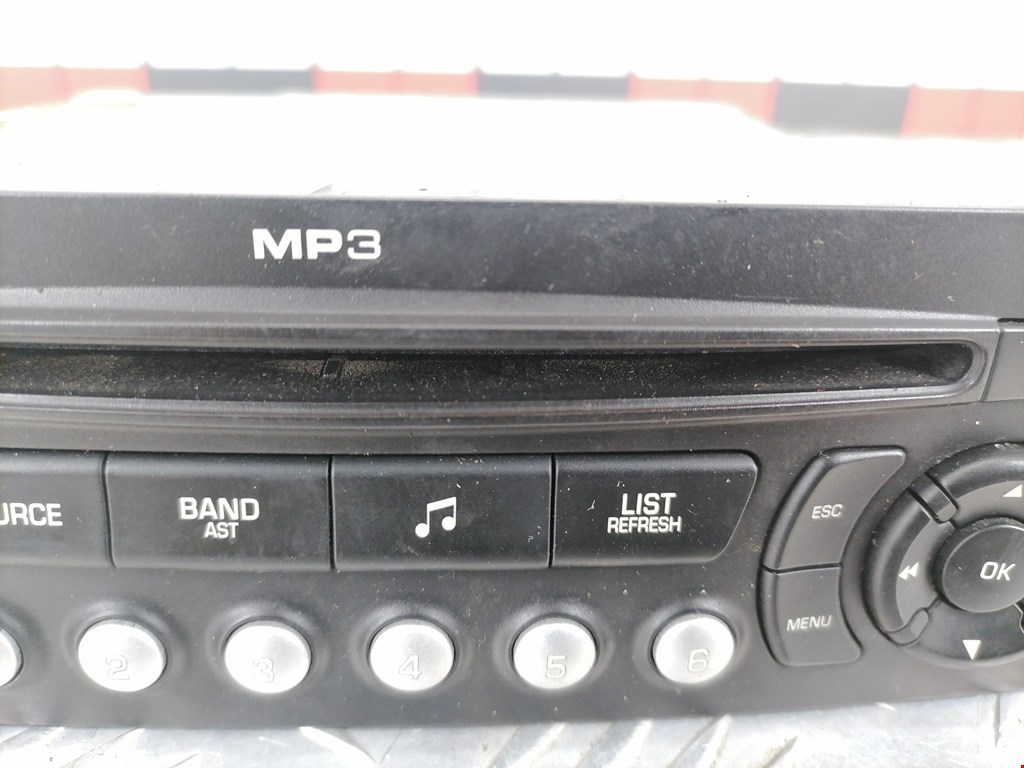 MP3
URCE
BAND
AST
LIST
REFRESH
ESC
OK
MENU
2
3
4
5
6